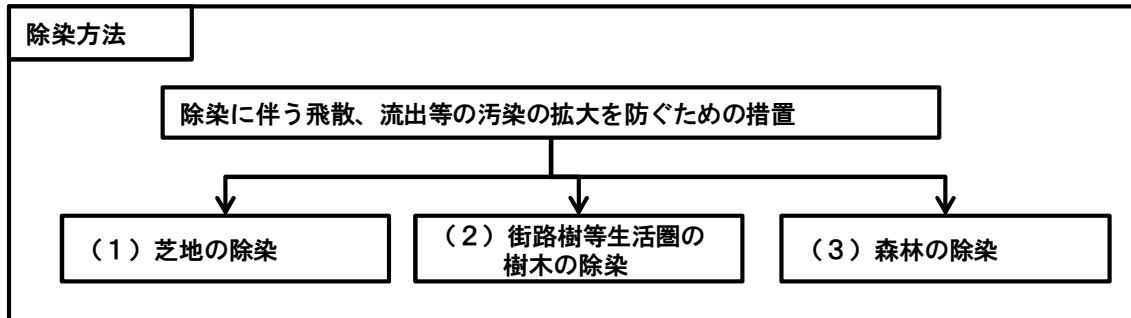 除染方法
除染に伴う飛散、流出等の汚染の拡大を防ぐための措置
（１）芝地の除染
（２）街路樹等生活圏の
樹木の除染
（３）森林の除染